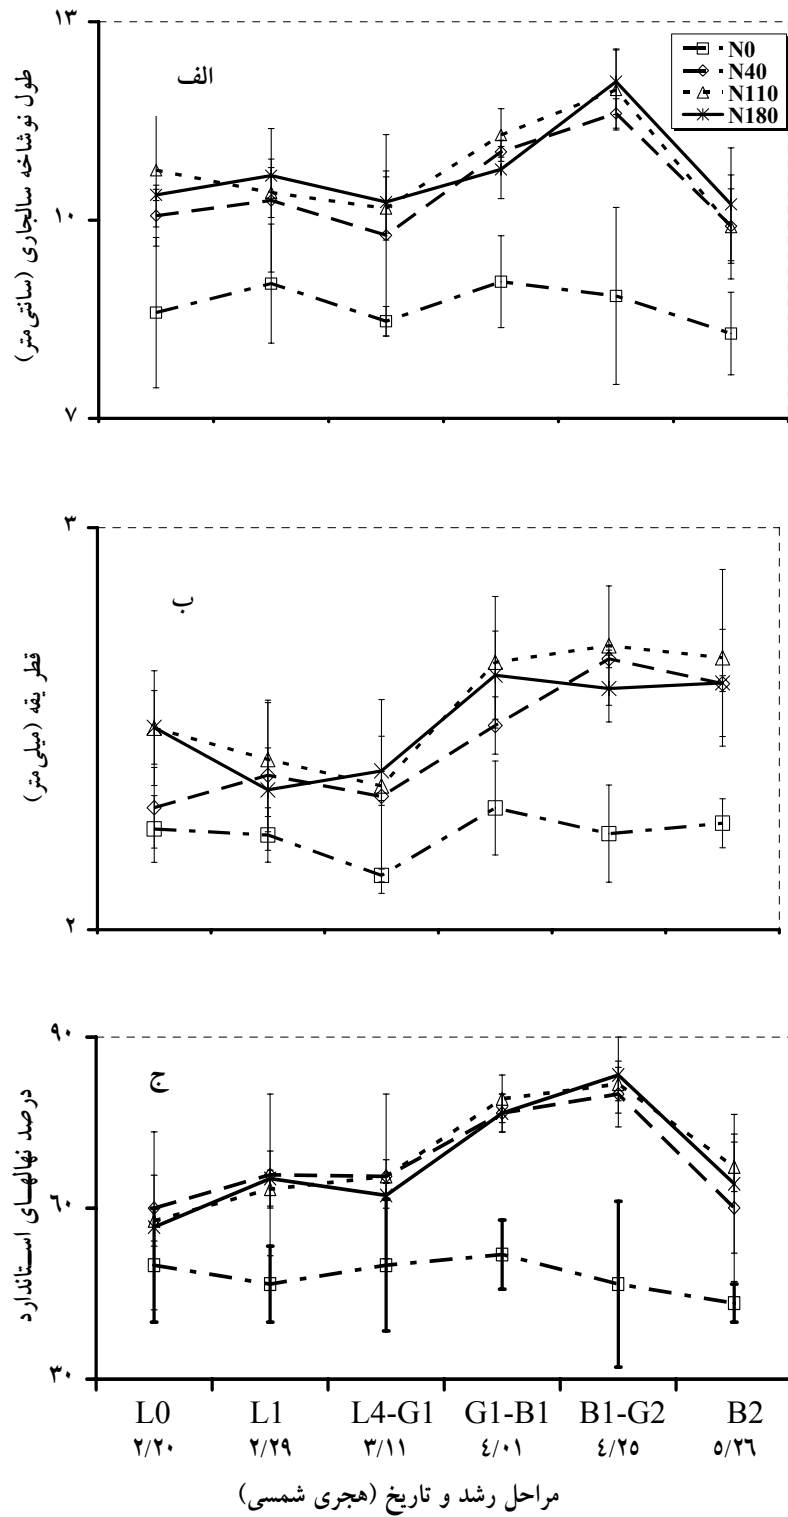 ۱۳
N0
N40
N110
N180
الف
طول نوشاخه سالجاری (سانتی‌متر)
۱۰
۷
۳
ب
قطر یقه (میلی متر)
۲
۹۰
ج
درصد نهالهای استاندارد
۶۰
۳۰
L0 L1 L4-G1 G1-B1 B1-G2 B2
۲/۲۰ ۲/۲۹ ۳/۱۱ ٤/۰۱ ٤/۲۵ ۵/۲۶
مراحل رشد و تاریخ (هجری شمسی)